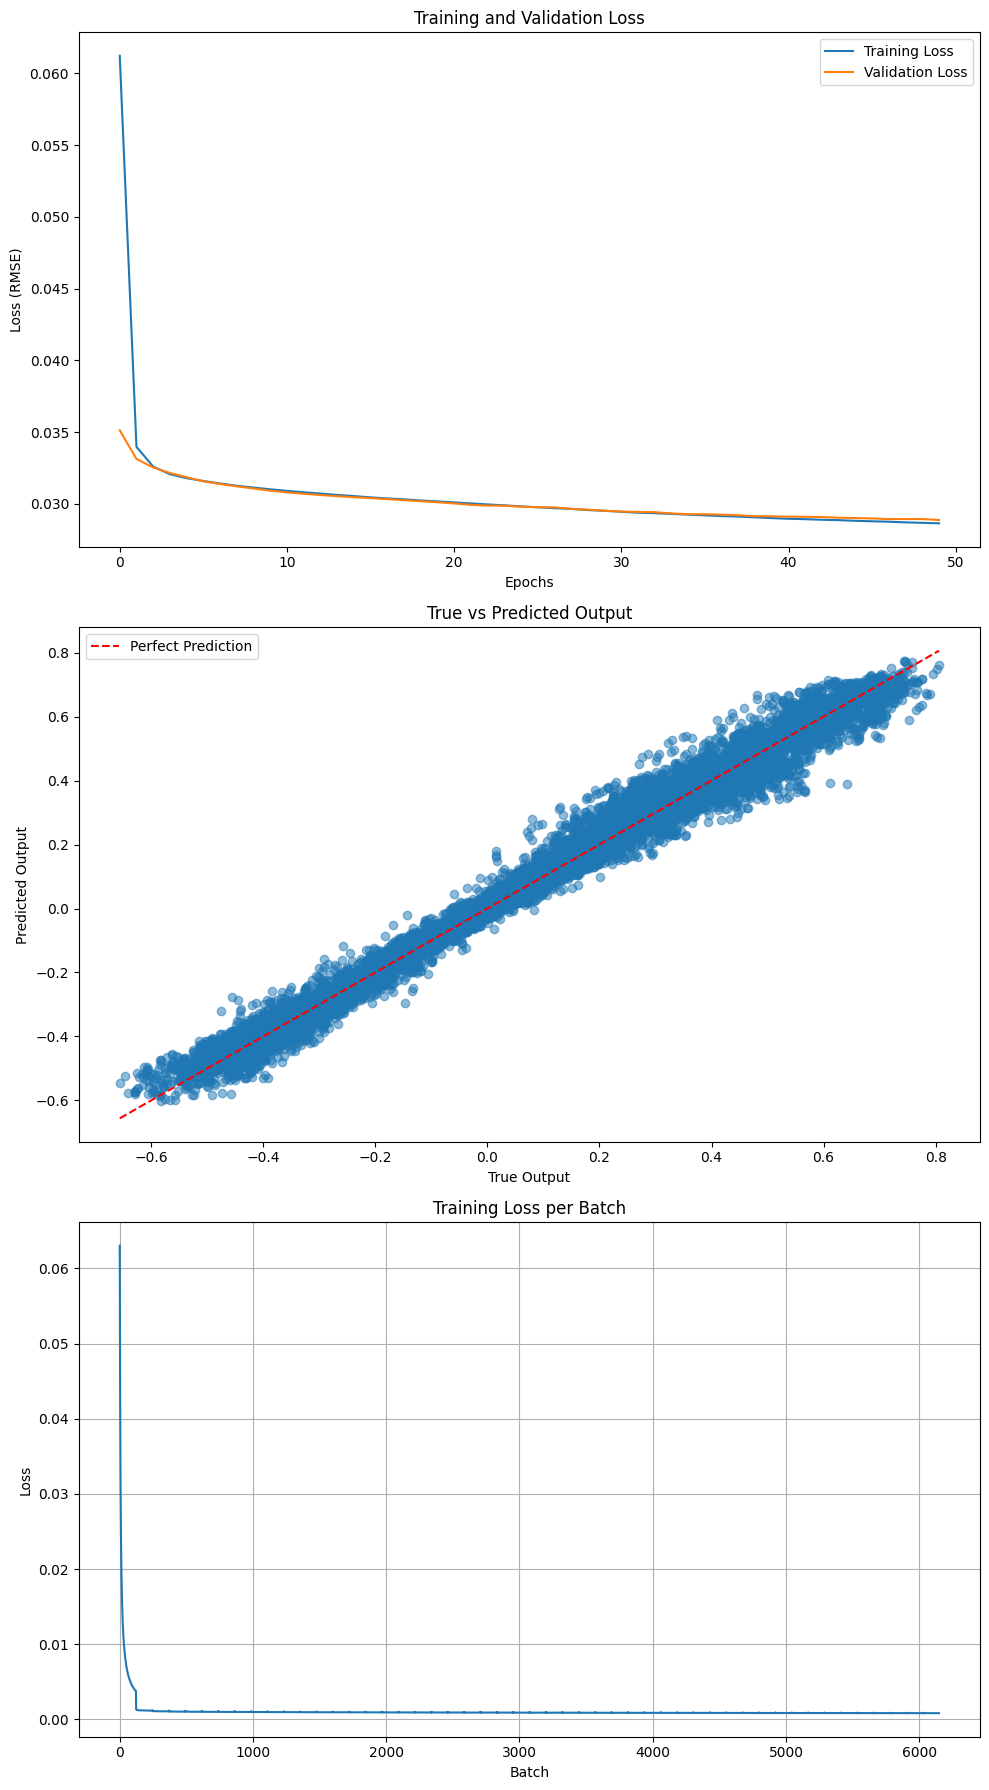 Training and Validation Loss
Training Loss
Validation Loss
0.060
0.055
0.050
0.045
0.040
0.035
0.030
Loss (RMSE)
0 10 20 30 40 50
Epochs
True vs Predicted Output
Perfect Prediction
0.8
0.6
0.4
0.2
0.0
−0.2
−0.4
−0.6
Predicted Output
−0.6 −0.4 −0.2 0.0 0.2 0.4 0.6 0.8
True Output
Training Loss per Batch
0.06
0.05
0.04
0.03
0.02
0.01
0.00
Loss
0 1000 2000 3000 4000 5000 6000
Batch